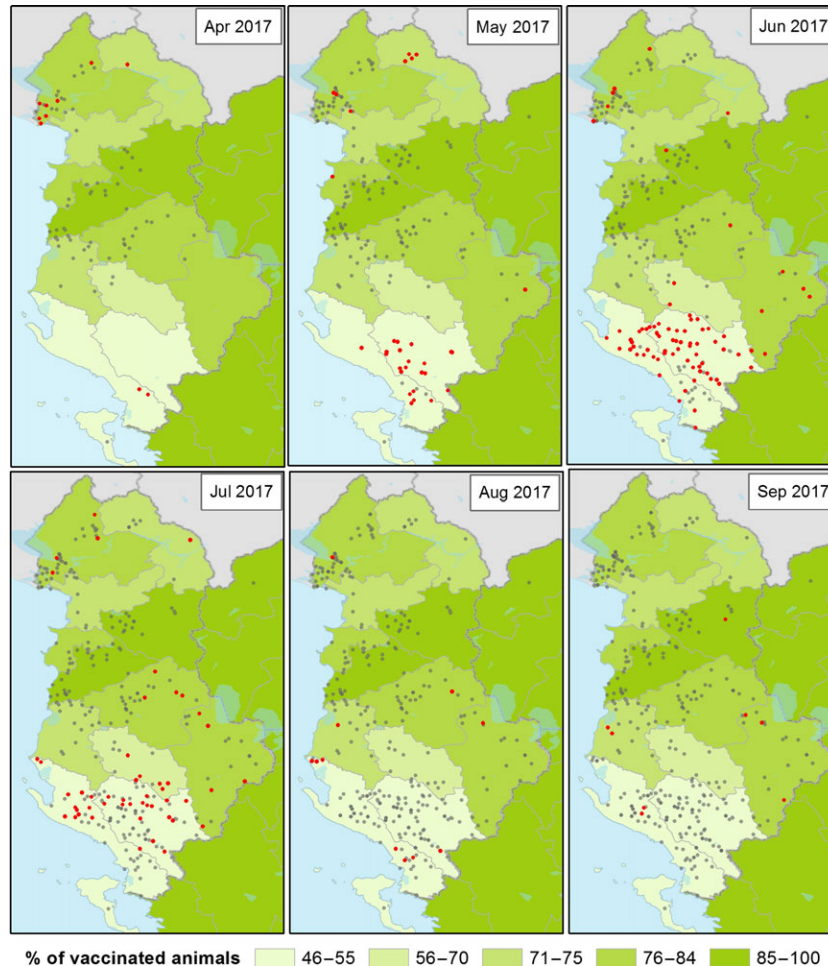 Apr 2017
May 2017
Jun 2017
Jul 2017
Aug 2017
Sep 2017
% of vaccinated animals 46–55 56–70 71–75 76–84 85–100